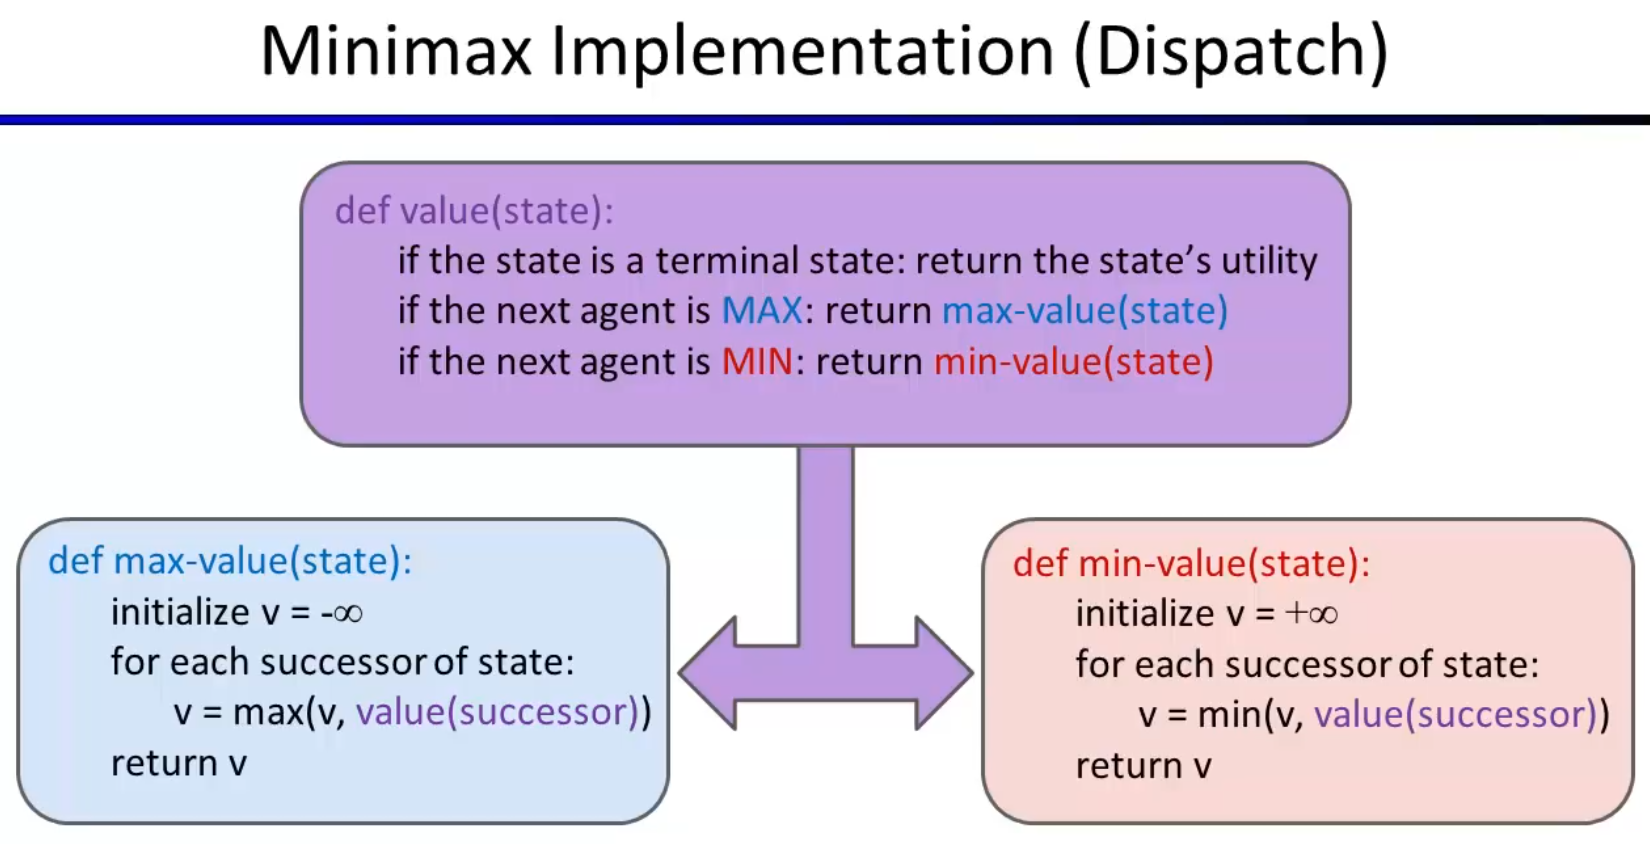 Minimax Implementation (Dispatch)
def value(state):
if the state is a terminal state: return the state’s utility
if the next agent is MAX: return max-value(state)
if the next agent is MIN: return min-value(state)
def max-value(state):
initialize v = -∞
for each successor of state:
v = max(v, value(successor))
return v
def min-value(state):
initialize v = +∞
for each successor of state:
v = min(v, value(successor))
return v